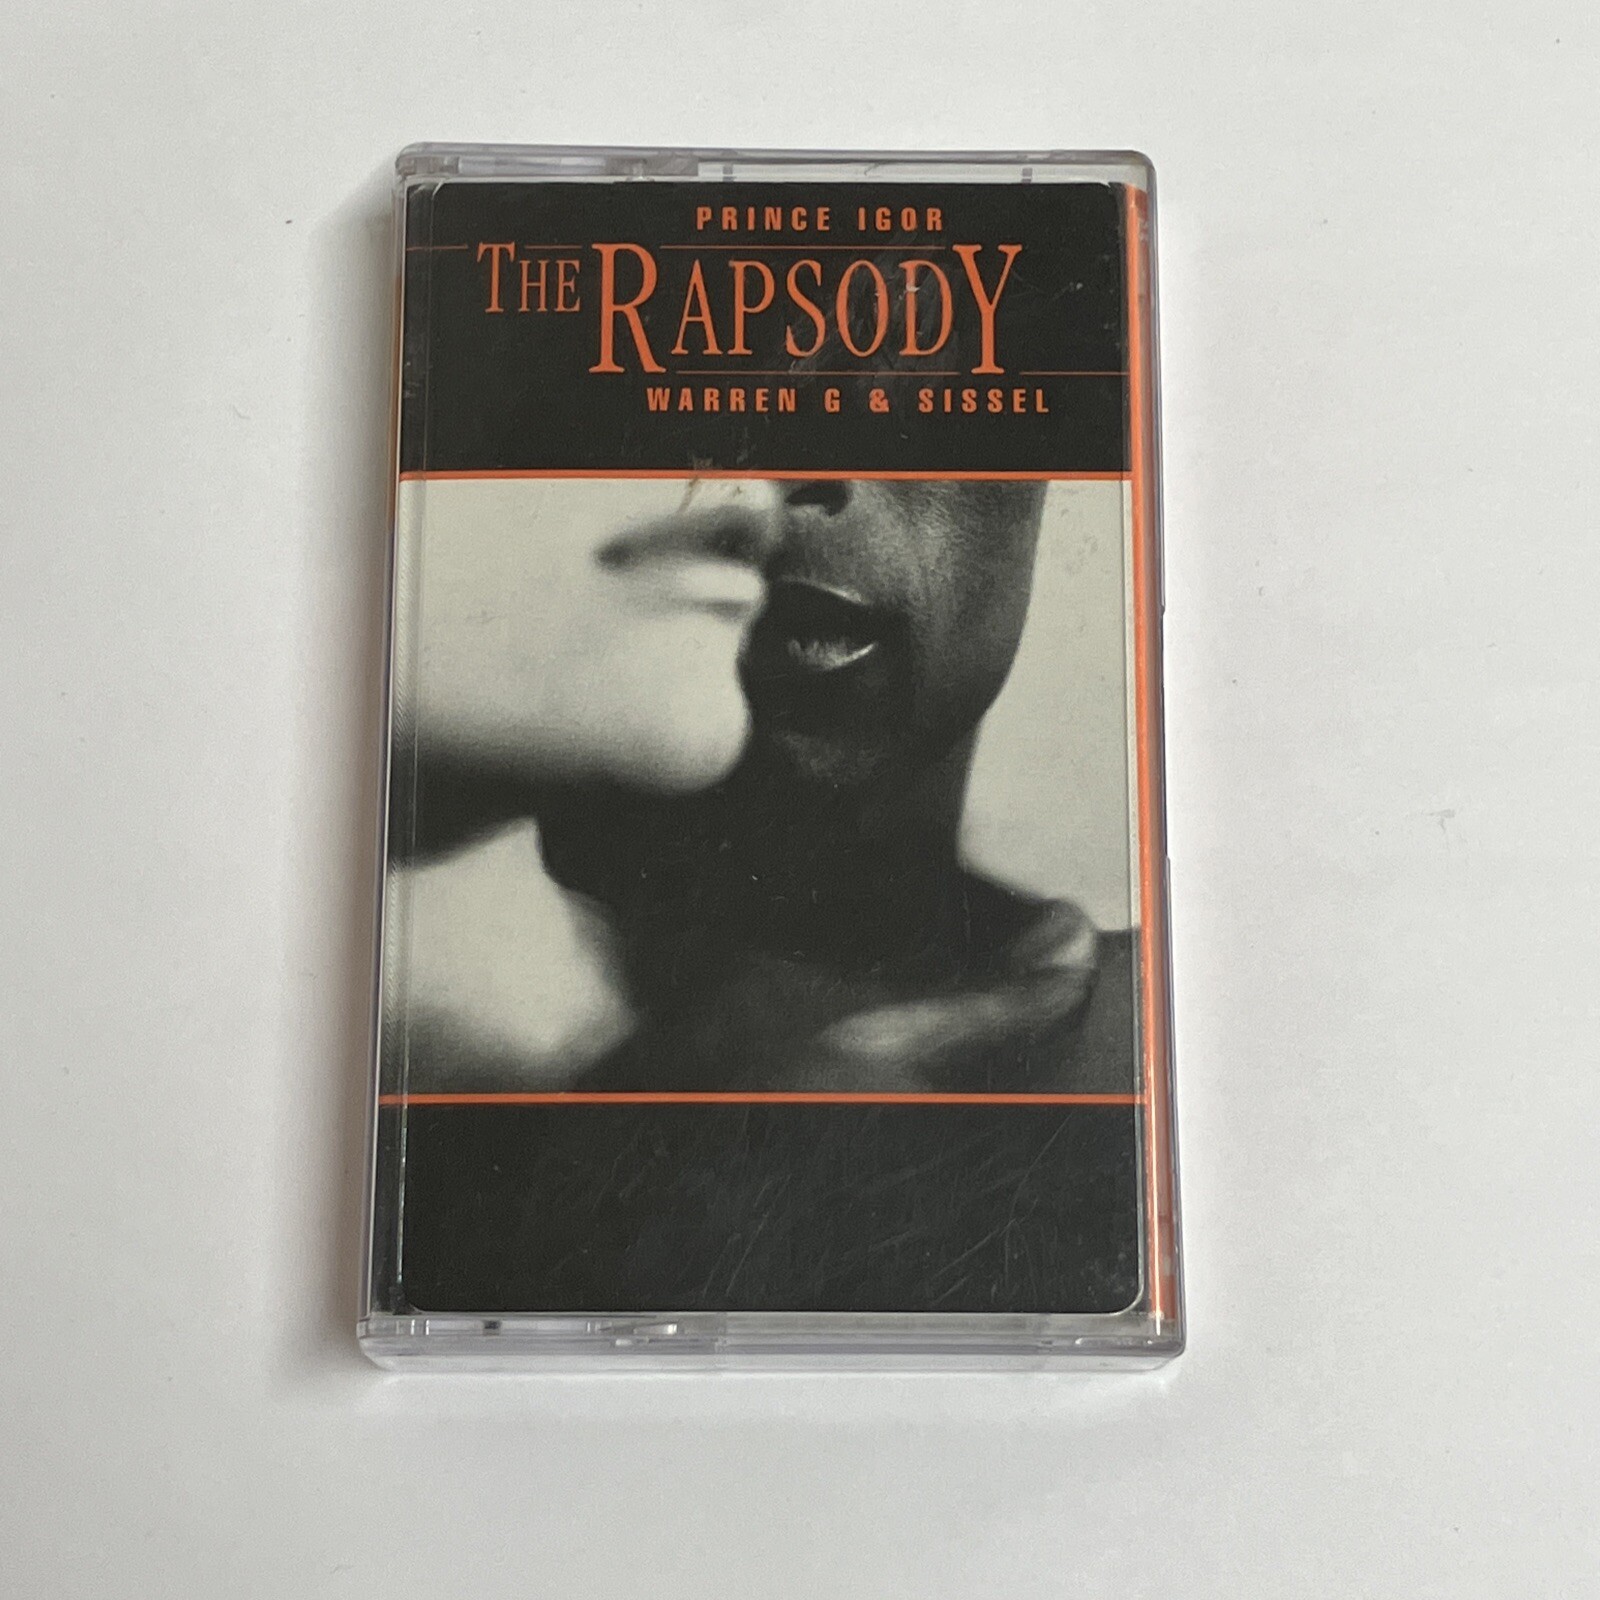 PRINCE IGOR
THE RAPSODY
WARREN G & SISSEL